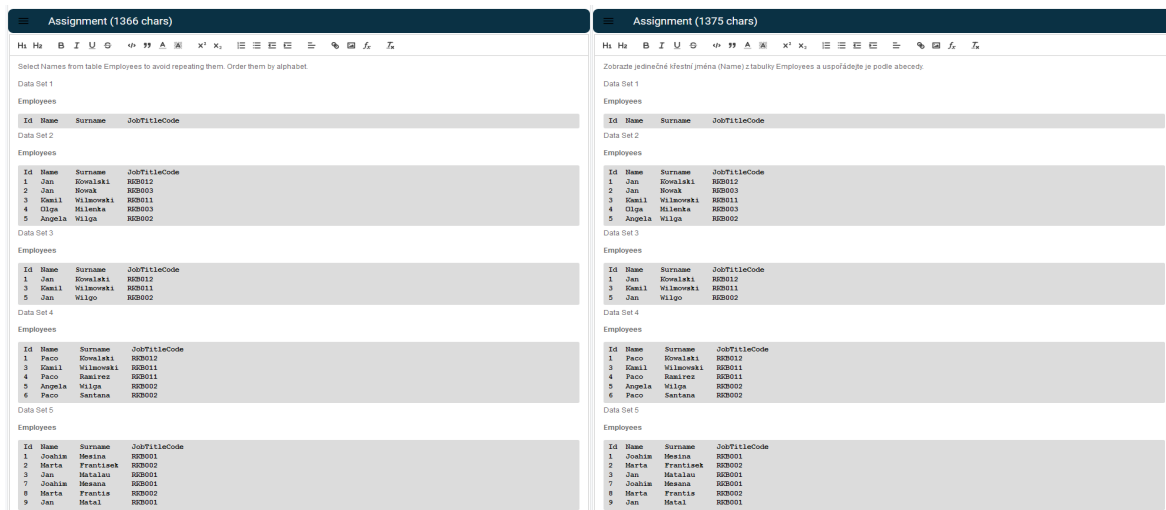 Assignment (1366 chars)
H1 H2 B I U S </> ” A A x² x₂ fx Tx
Select Names from table Employees to avoid repeating them. Order them by alphabet.
Data Set 1
Employees
Id Name Surname JobTitleCode
Data Set 2
Employees
Id Name Surname JobTitleCode
1 Jan Kowalski RKB012
2 Jan Nowak RKB003
3 Kamil Wilmowski RKB011
4 Olga Milenka RKB003
5 Angela Wilga RKB002
Data Set 3
Employees
Id Name Surname JobTitleCode
1 Jan Kowalski RKB012
3 Kamil Wilmowski RKB011
5 Jan Wilgo RKB002
Data Set 4
Employees
Id Name Surname JobTitleCode
1 Paco Kowalski RKB012
3 Kamil Wilmowski RKB011
4 Paco Ramirez RKB011
5 Angela Wilga RKB002
6 Paco Santana RKB002
Data Set 5
Employees
Id Name Surname JobTitleCode
1 Joahim Mesina RKB001
2 Marta Frantisek RKB002
3 Jan Matalau RKB001
7 Joahim Mesana RKB001
8 Marta Frantis RKB002
9 Jan Matal RKB001
Assignment (1375 chars)
H1 H2 B I U S </> ” A A x² x₂ fx Tx
Zobrazte jedinečné křestní jména (Name) z tabulky Employees a uspořádejte je podle abecedy.
Data Set 1
Employees
Id Name Surname JobTitleCode
Data Set 2
Employees
Id Name Surname JobTitleCode
1 Jan Kowalski RKB012
2 Jan Nowak RKB003
3 Kamil Wilmowski RKB011
4 Olga Milenka RKB003
5 Angela Wilga RKB002
Data Set 3
Employees
Id Name Surname JobTitleCode
1 Jan Kowalski RKB012
3 Kamil Wilmowski RKB011
5 Jan Wilgo RKB002
Data Set 4
Employees
Id Name Surname JobTitleCode
1 Paco Kowalski RKB012
3 Kamil Wilmowski RKB011
4 Paco Ramirez RKB011
5 Angela Wilga RKB002
6 Paco Santana RKB002
Data Set 5
Employees
Id Name Surname JobTitleCode
1 Joahim Mesina RKB001
2 Marta Frantisek RKB002
3 Jan Matalau RKB001
7 Joahim Mesana RKB001
8 Marta Frantis RKB002
9 Jan Matal RKB001